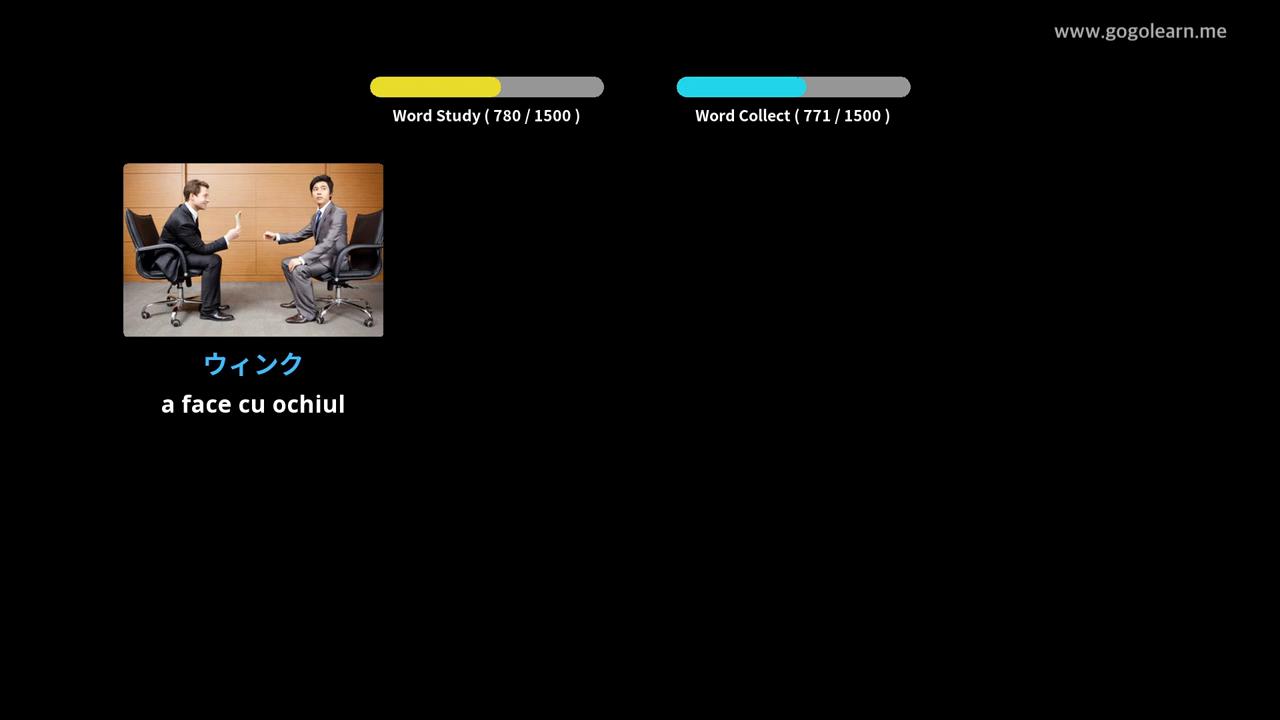 www.gogolearn.me
Word Study ( 780 / 1500 )
Word Collect ( 771 / 1500 )
ウィンク
a face cu ochiul